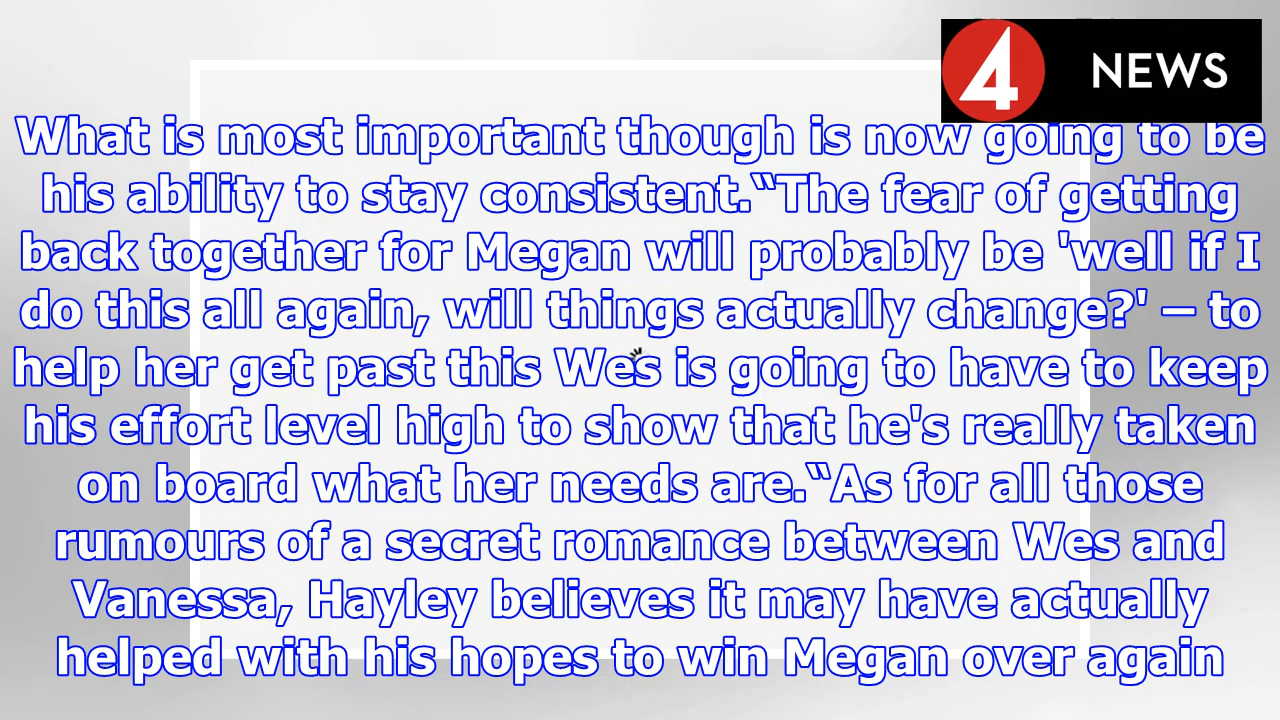 4 NEWS
What is most important though is now going to be
his ability to stay consistent.“The fear of getting
back together for Megan will probably be 'well if I
do this all again, will things actually change?' – to
help her get past this Wes is going to have to keep
his effort level high to show that he's really taken
on board what her needs are.“As for all those
rumours of a secret romance between Wes and
Vanessa, Hayley believes it may have actually
helped with his hopes to win Megan over again